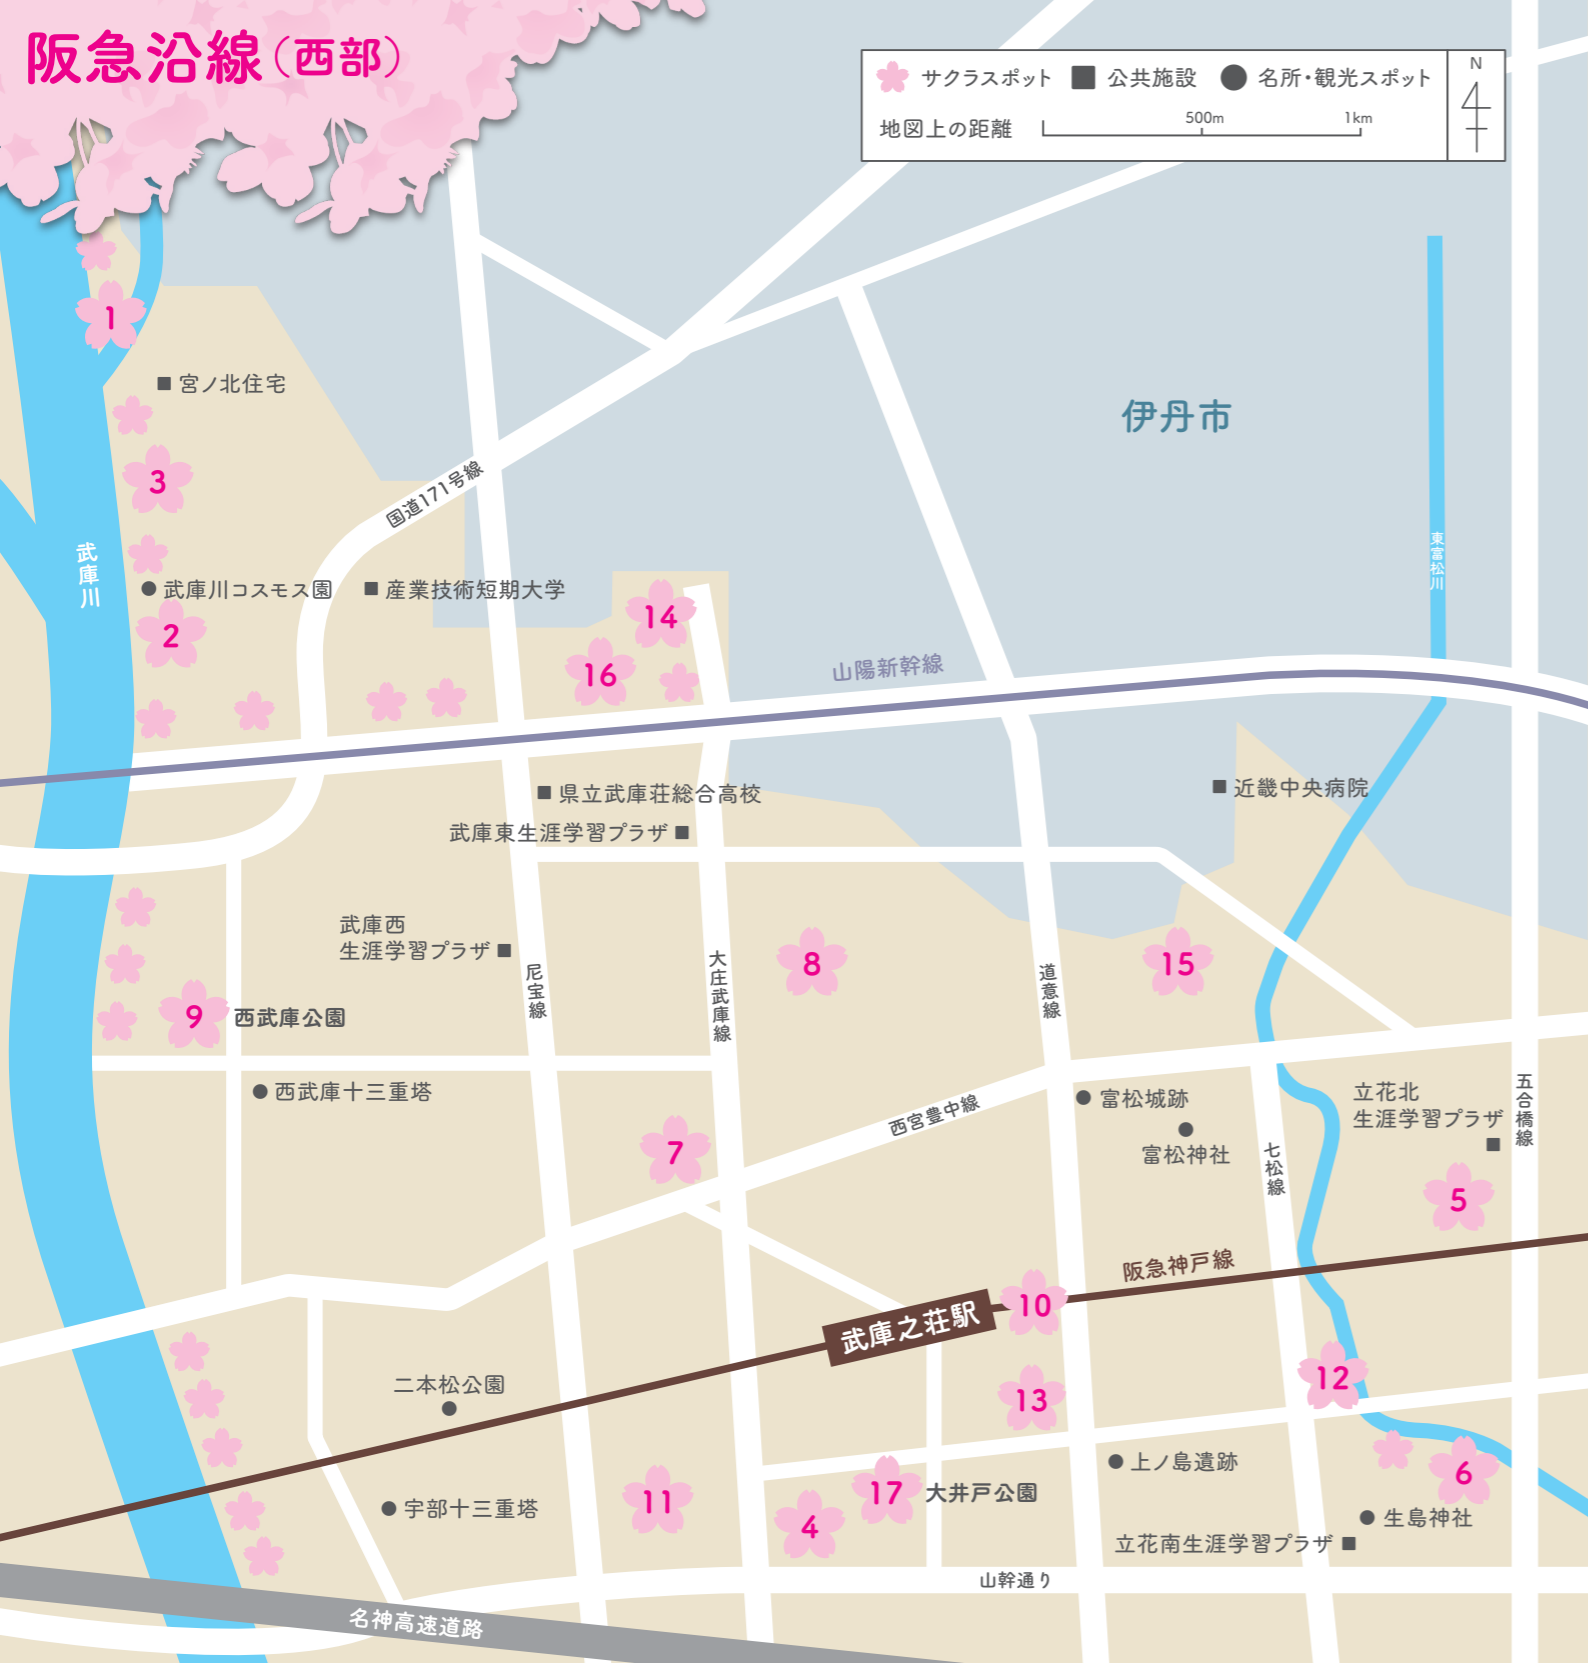 阪急沿線（西部）
サクラスポット
公共施設
名所・観光スポット
地図上の距離
500m
1km
N
1
宮ノ北住宅
伊丹市
3
国道171号線
武庫川
東富松川
武庫川コスモス園
産業技術短期大学
14
2
16
山陽新幹線
県立武庫荘総合高校
近畿中央病院
武庫東生涯学習プラザ
武庫西
生涯学習プラザ
8
15
尼宝線
大庄武庫線
道意線
9
西武庫公園
西武庫十三重塔
西宮豊中線
富松城跡
富松神社
立花北
生涯学習プラザ
五合橋線
七松線
7
5
阪急神戸線
10
武庫之荘駅
二本松公園
12
13
上ノ島遺跡
6
11
17
大井戸公園
4
宇部十三重塔
生島神社
立花南生涯学習プラザ
山幹通り
名神高速道路